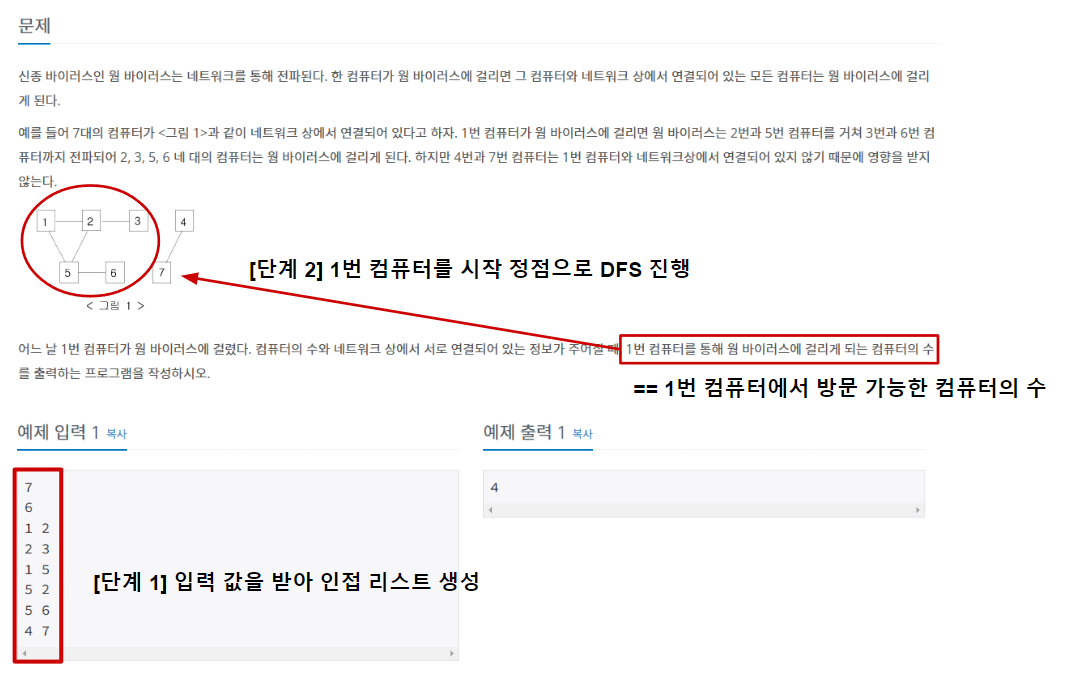 문제
신종 바이러스인 웜 바이러스는 네트워크를 통해 전파된다. 한 컴퓨터가 웜 바이러스에 걸리면 그 컴퓨터와 네트워크 상에서 연결되어 있는 모든 컴퓨터는 웜 바이러스에 걸리
게 된다.
예를 들어 7대의 컴퓨터가 <그림 1>과 같이 네트워크 상에서 연결되어 있다고 하자. 1번 컴퓨터가 웜 바이러스에 걸리면 웜 바이러스는 2번과 5번 컴퓨터를 거쳐 3번과 6번 컴
퓨터까지 전파되어 2, 3, 5, 6 네 대의 컴퓨터는 웜 바이러스에 걸리게 된다. 하지만 4번과 7번 컴퓨터는 1번 컴퓨터와 네트워크상에서 연결되어 있지 않기 때문에 영향을 받지
않는다.
1 2 3 4
5 6 7
[단계 2] 1번 컴퓨터를 시작 정점으로 DFS 진행
< 그림 1 >
어느 날 1번 컴퓨터가 웜 바이러스에 걸렸다. 컴퓨터의 수와 네트워크 상에서 서로 연결되어 있는 정보가 주어질 때 1번 컴퓨터를 통해 웜 바이러스에 걸리게 되는 컴퓨터의 수
를 출력하는 프로그램을 작성하시오.
== 1번 컴퓨터에서 방문 가능한 컴퓨터의 수
예제 입력 1 복사
7
6
1 2
2 3
1 5
5 2
5 6
4 7
[단계 1] 입력 값을 받아 인접 리스트 생성
예제 출력 1 복사
4